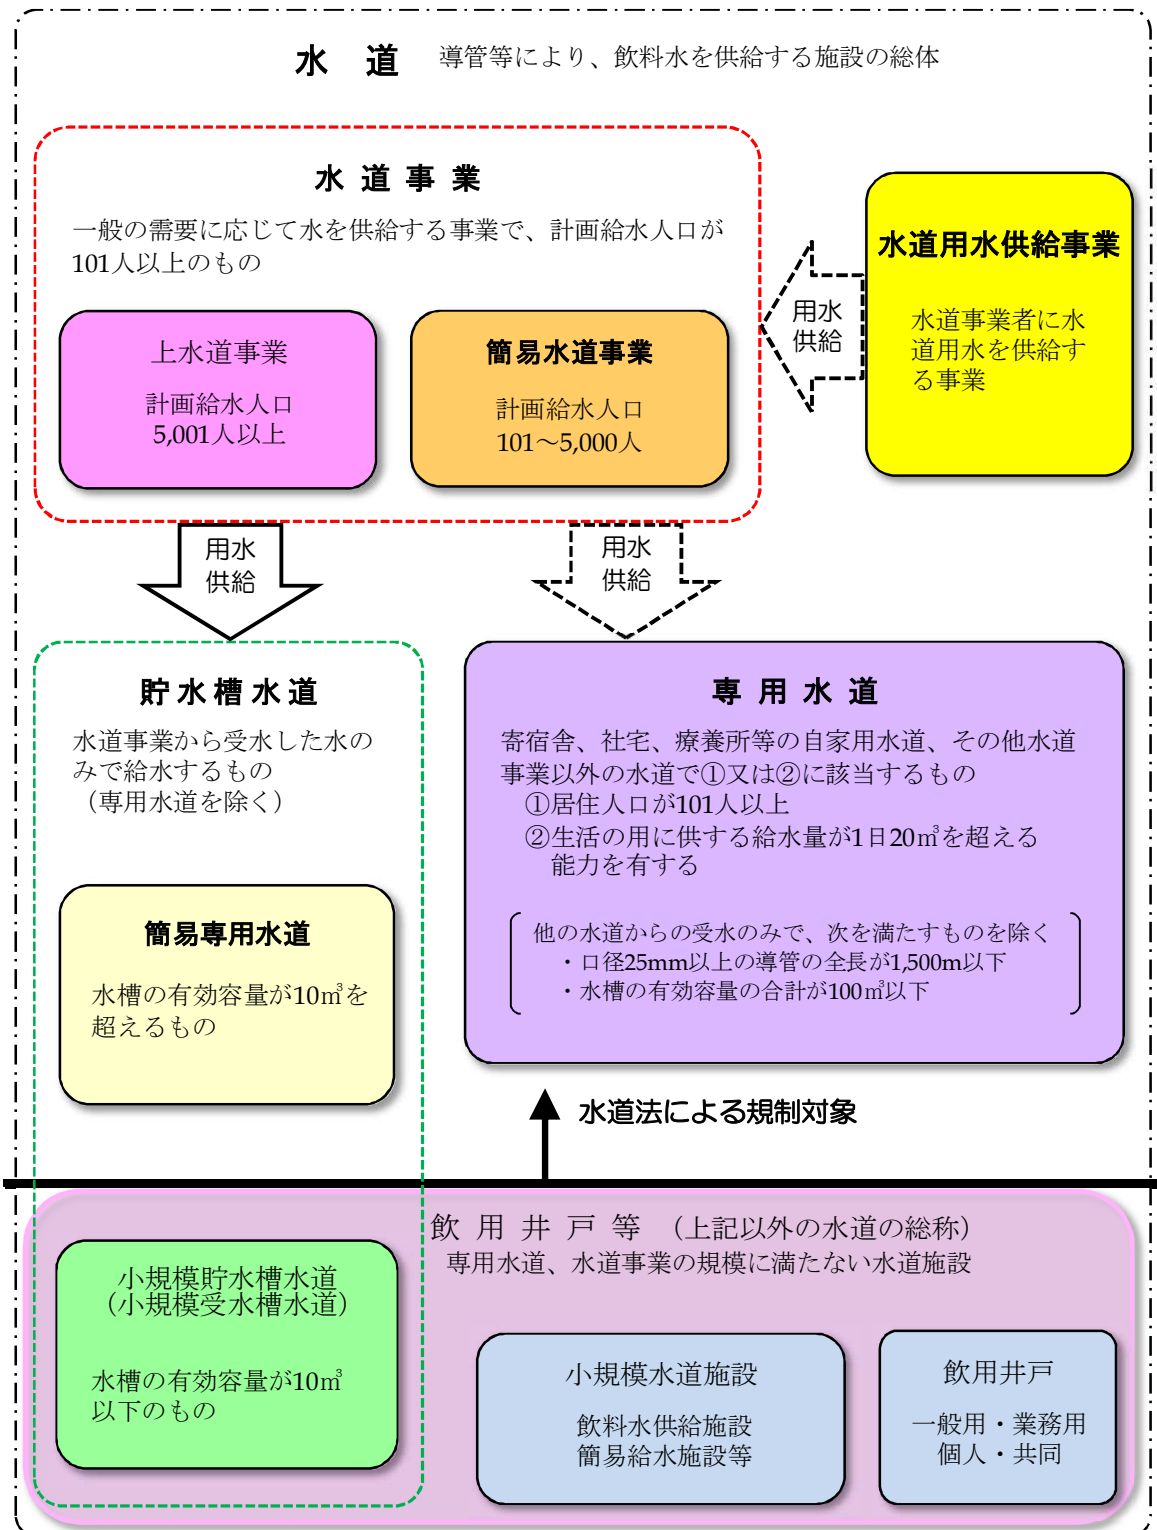 水 道 導管等により、飲料水を供給する施設の総体
水 道 事 業
一般の需要に応じて水を供給する事業で、計画給水人口が
101人以上のもの
上水道事業
計画給水人口
5,001人以上
簡易水道事業
計画給水人口
101～5,000人
用水
供給
水道用水供給事業
水道事業者に水
道用水を供給す
る事業
用水
供給
用水
供給
貯水槽水道
水道事業から受水した水の
みで給水するもの
（専用水道を除く）
簡易専用水道
水槽の有効容量が10㎥を
超えるもの
専 用 水 道
寄宿舎、社宅、療養所等の自家用水道、その他水道
事業以外の水道で①又は②に該当するもの
①居住人口が101人以上
②生活の用に供する給水量が1日20㎥を超える
能力を有する
他の水道からの受水のみで、次を満たすものを除く
・口径25mm以上の導管の全長が1,500m以下
・水槽の有効容量の合計が100㎥以下
水道法による規制対象
飲 用 井 戸 等 （上記以外の水道の総称）
専用水道、水道事業の規模に満たない水道施設
小規模貯水槽水道
（小規模受水槽水道）
水槽の有効容量が10㎥
以下のもの
小規模水道施設
飲料水供給施設
簡易給水施設等
飲用井戸
一般用・業務用
個人・共同